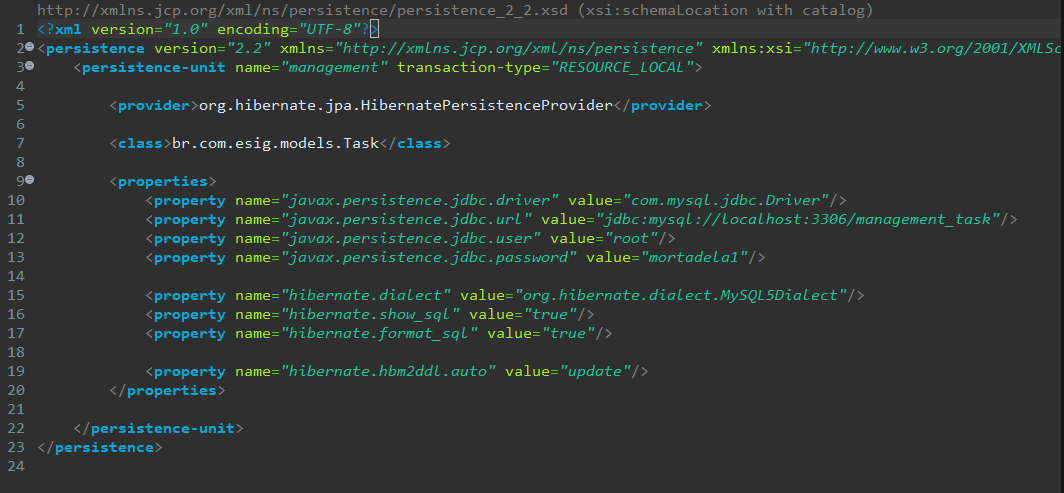 http://xmlns.jcp.org/xml/ns/persistence/persistence_2_2.xsd (xsi:schemaLocation with catalog)
1 <?xml version="1.0" encoding="UTF-8"?>
2 <persistence version="2.2" xmlns="http://xmlns.jcp.org/xml/ns/persistence" xmlns:xsi="http://www.w3.org/2001/XMLSc
3 <persistence-unit name="management" transaction-type="RESOURCE_LOCAL">
4
5 <provider>org.hibernate.jpa.HibernatePersistenceProvider</provider>
6
7 <class>br.com.esig.models.Task</class>
8
9 <properties>
10 <property name="javax.persistence.jdbc.driver" value="com.mysql.jdbc.Driver"/>
11 <property name="javax.persistence.jdbc.url" value="jdbc:mysql://localhost:3306/management_task"/>
12 <property name="javax.persistence.jdbc.user" value="root"/>
13 <property name="javax.persistence.jdbc.password" value="mortadela1"/>
14
15 <property name="hibernate.dialect" value="org.hibernate.dialect.MySQL5Dialect"/>
16 <property name="hibernate.show_sql" value="true"/>
17 <property name="hibernate.format_sql" value="true"/>
18
19 <property name="hibernate.hbm2ddl.auto" value="update"/>
20 </properties>
21
22 </persistence-unit>
23 </persistence>
24